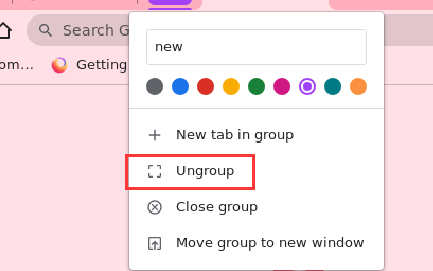 Search G
new
om...
Getting
New tab in group
Ungroup
Close group
Move group to new window